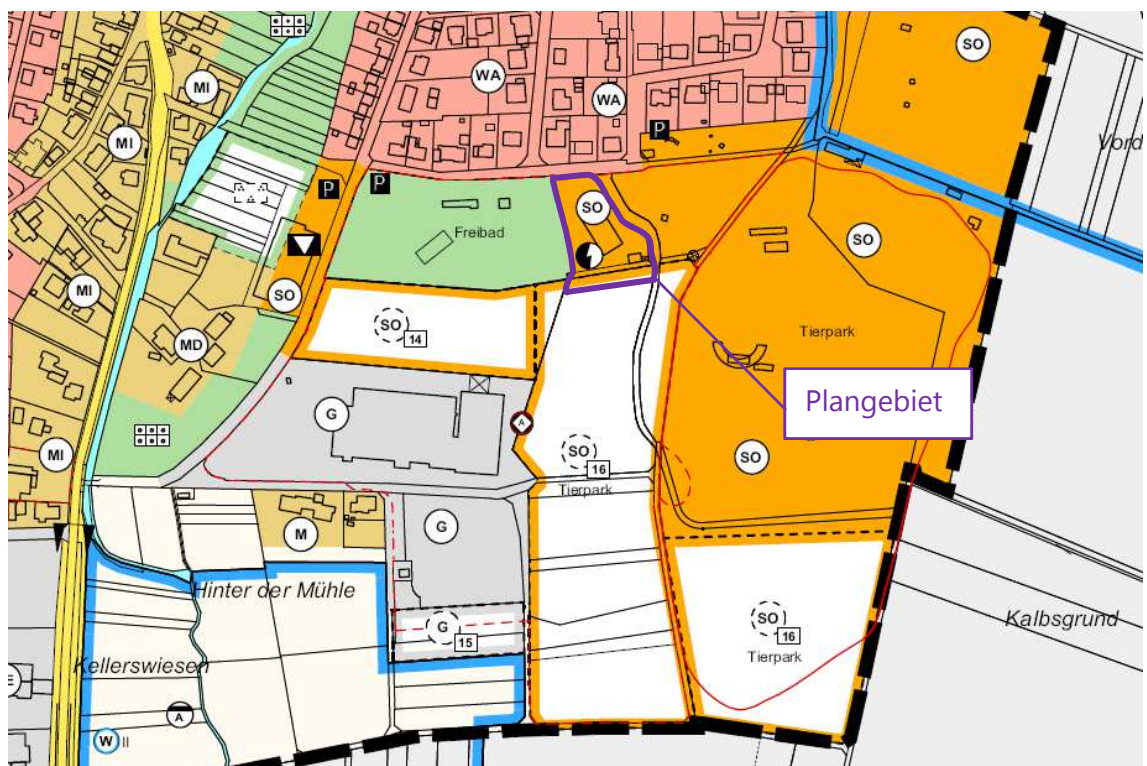 SO
WA
MI
WA
P
MI
Vord
P
P
SO
Freibad
SO
SO
MI
Tierpark
SO
14
MD
Plangebiet
G
A
MI
SO
16
SO
Tierpark
M
G
Hinter der Mühle
SO
16
Kalbsgrund
G
15
Tierpark
Kellerswiesen
E
A
W II